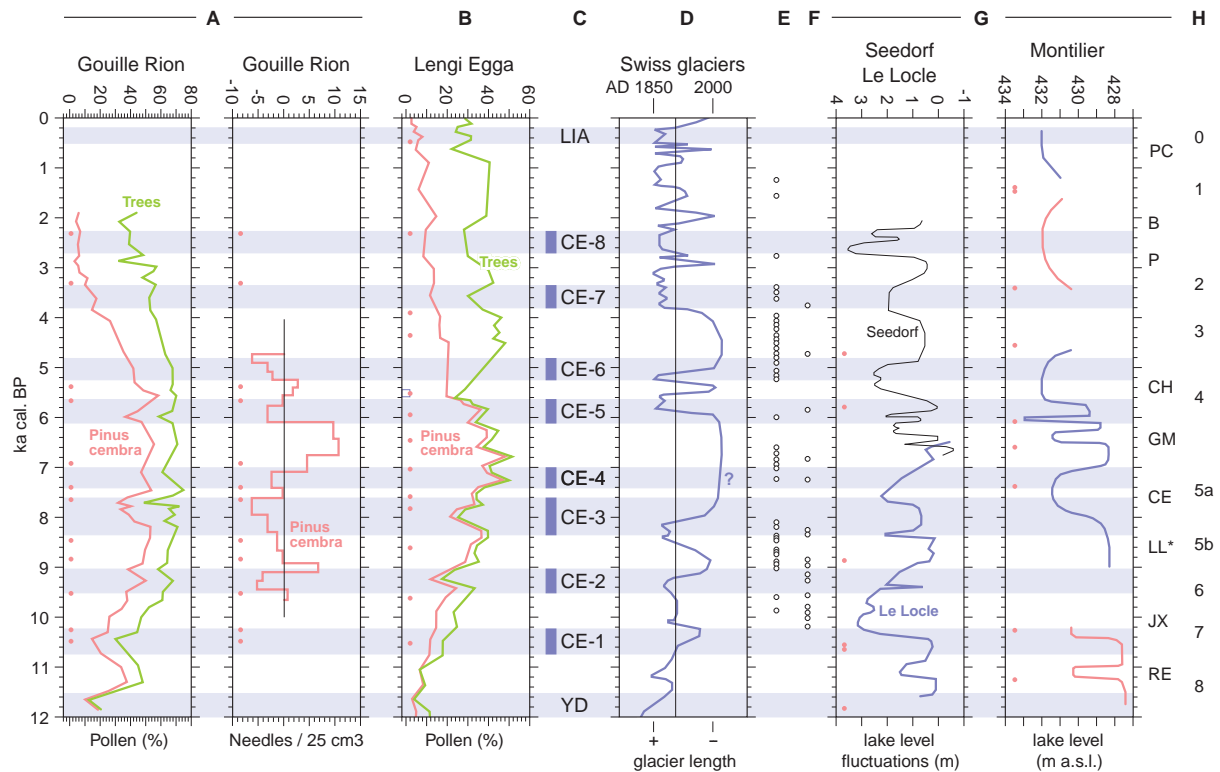 A B C D E F G H
Gouille Rion Gouille Rion Lengi Egga Swiss glaciers Seedorf Montilier
Le Locle
AD 1850 2000
0 20 40 60 80 -10 -5 0 5 10 15 0 20 40 60 4 3 2 1 0 -1 434 432 430 428
0
1
2
3
4
5
6
7
8
9
10
11
12
ka cal. BP
Trees
Pinus
cembra
Pinus
cembra
Trees
Pinus
cembra
LIA
CE-8
CE-7
CE-6
CE-5
CE-4
CE-3
CE-2
CE-1
YD
?
Seedorf
Le Locle
0
PC
1
B
P
2
3
CH
4
GM
CE
5a
LL*
5b
6
JX
7
RE
8
Pollen (%) Needles / 25 cm3 Pollen (%)
+ –
glacier length
lake level
fluctuations (m)
lake level
(m a.s.l.)